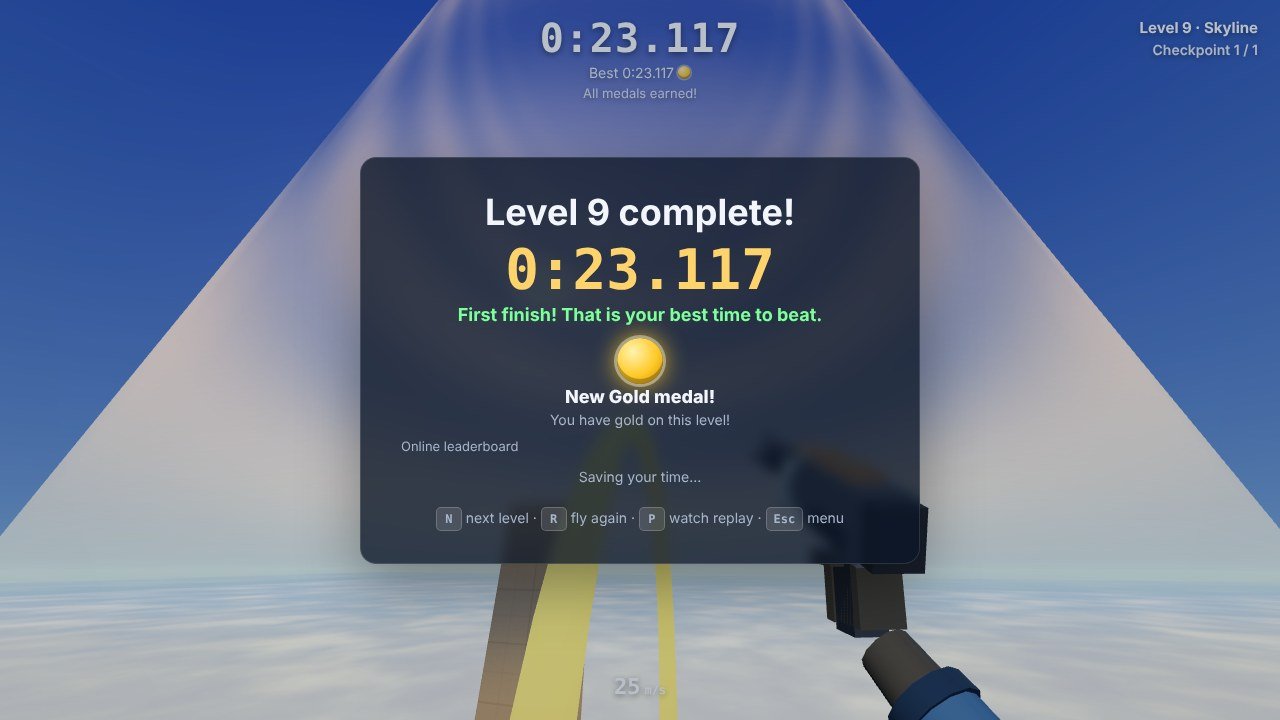 0:23.117
Best 0:23.117
All medals earned!
Level 9 · Skyline
Checkpoint 1 / 1
Level 9 complete!
0:23.117
First finish! That is your best time to beat.
New Gold medal!
You have gold on this level!
Online leaderboard
Saving your time...
N next level · R fly again · P watch replay · Esc menu
25 m/s